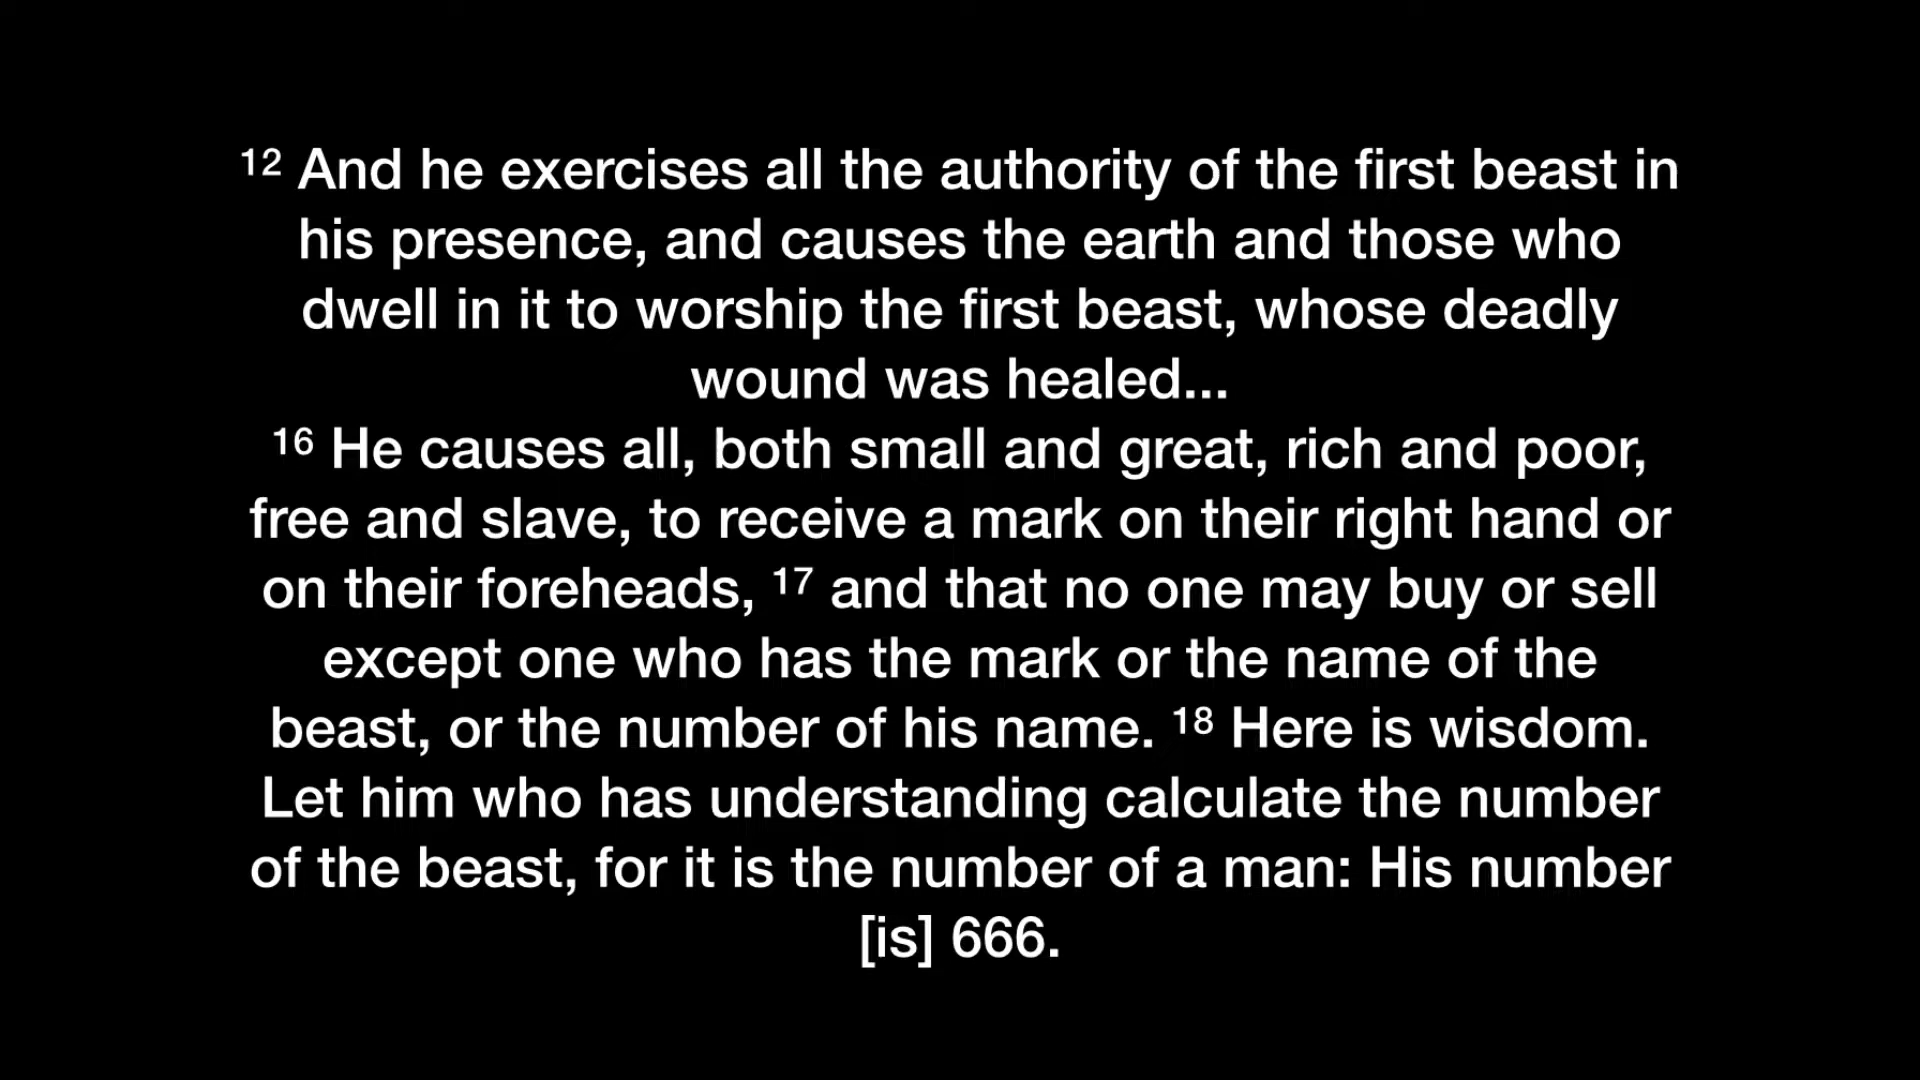 12 And he exercises all the authority of the first beast in
his presence, and causes the earth and those who
dwell in it to worship the first beast, whose deadly
wound was healed...
16 He causes all, both small and great, rich and poor,
free and slave, to receive a mark on their right hand or
on their foreheads, 17 and that no one may buy or sell
except one who has the mark or the name of the
beast, or the number of his name. 18 Here is wisdom.
Let him who has understanding calculate the number
of the beast, for it is the number of a man: His number
[is] 666.